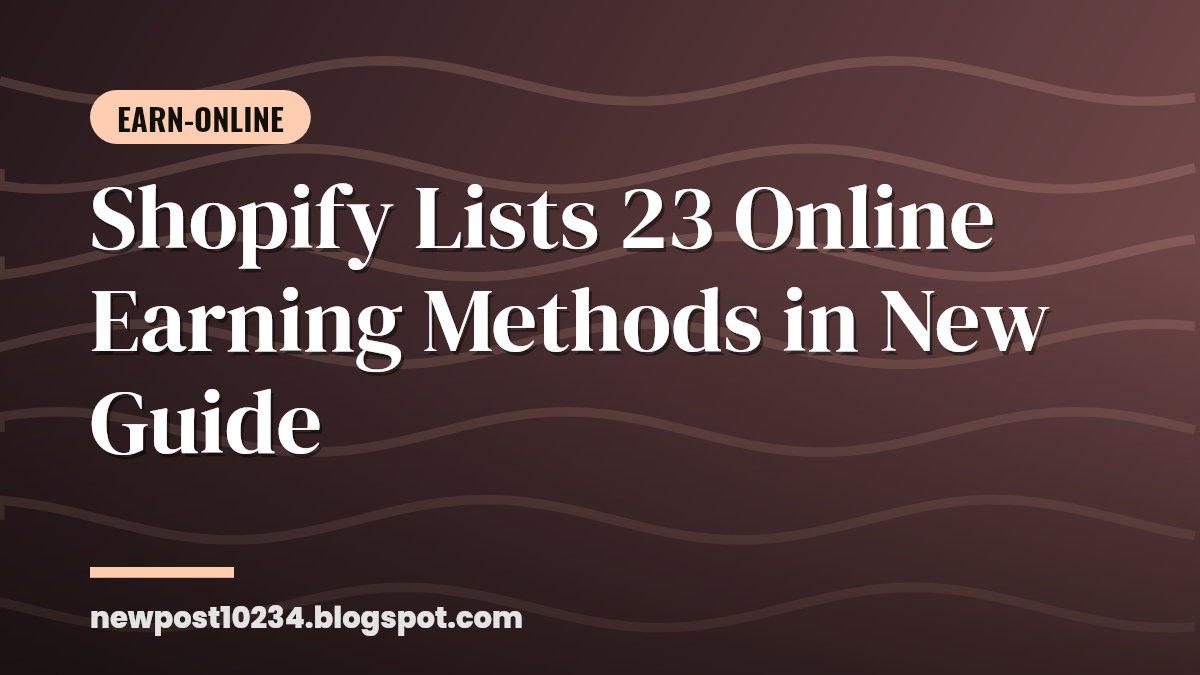 EARN-ONLINE
Shopify Lists 23 Online
Earning Methods in New
Guide
newpost10234.blogspot.com